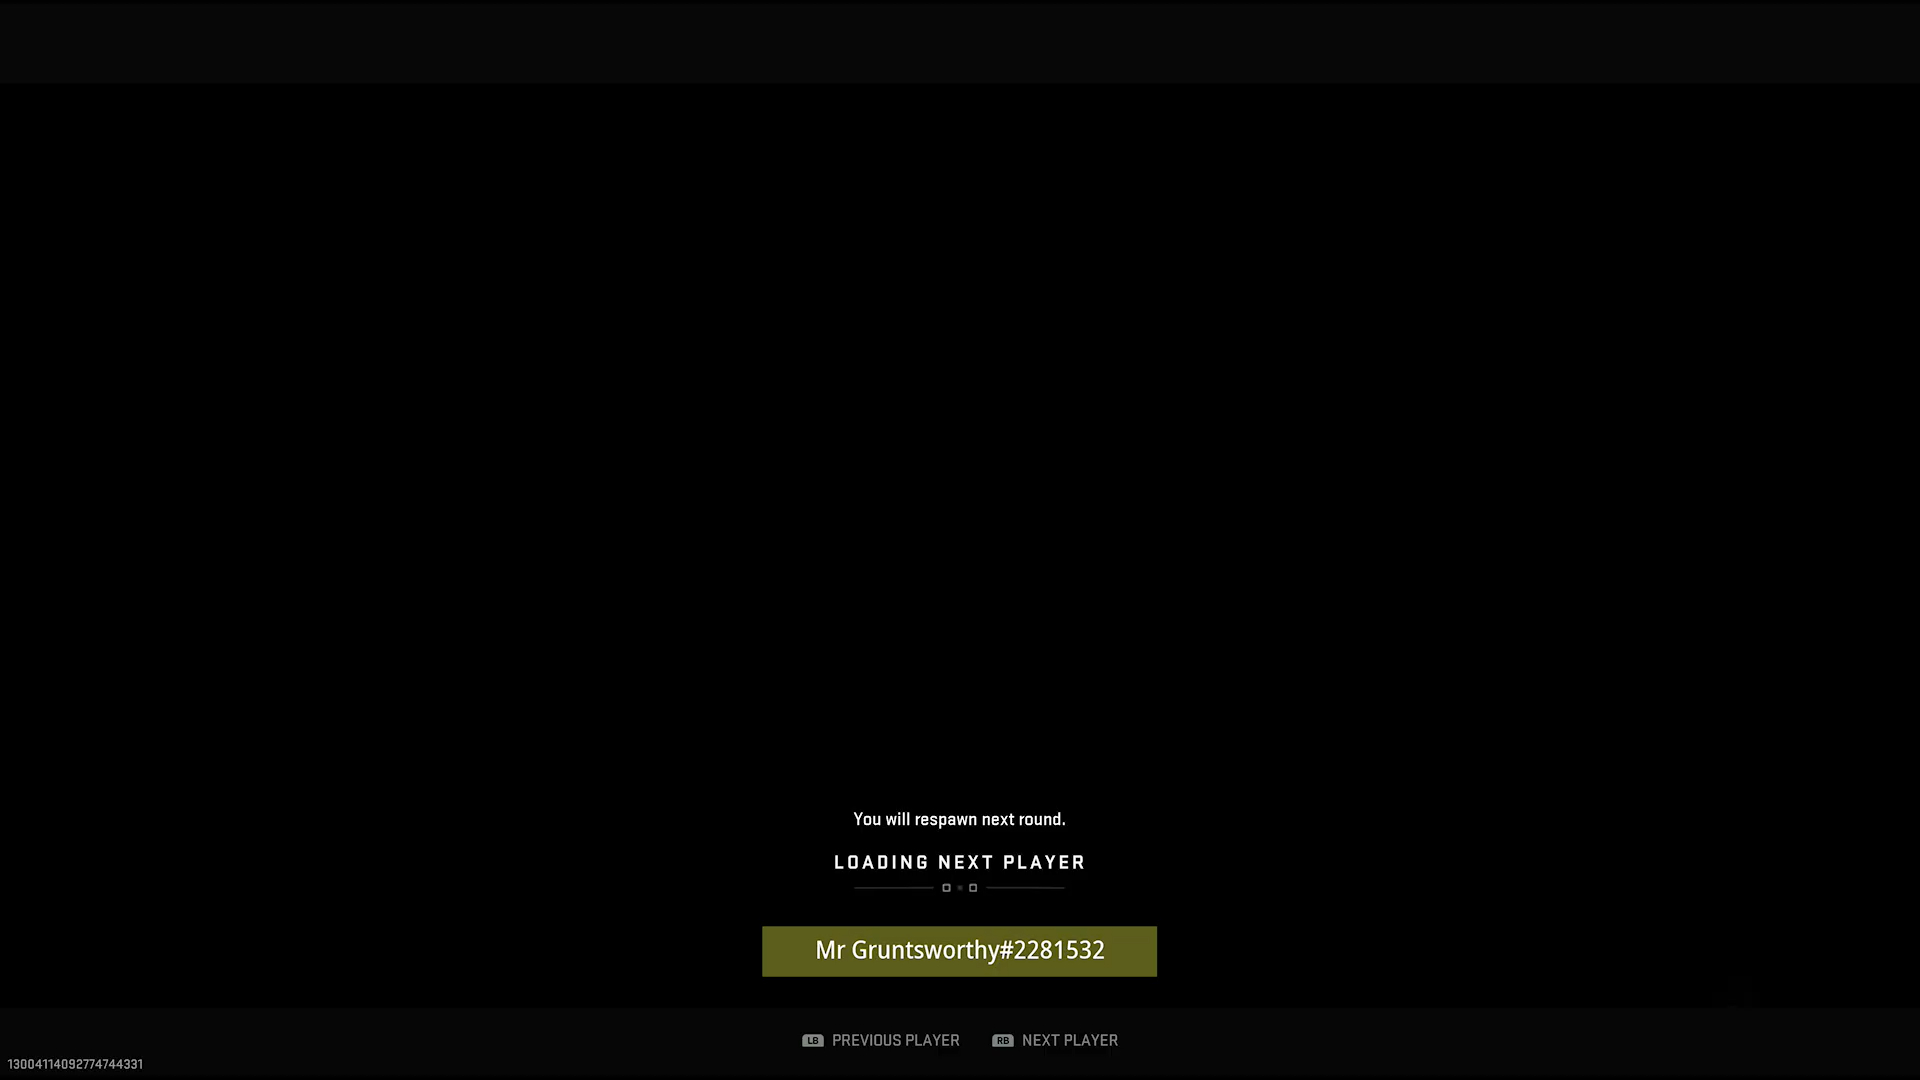 You will respawn next round.
LOADING NEXT PLAYER
Mr Gruntsworthy#2281532
LB PREVIOUS PLAYER RB NEXT PLAYER
13004114092774744331